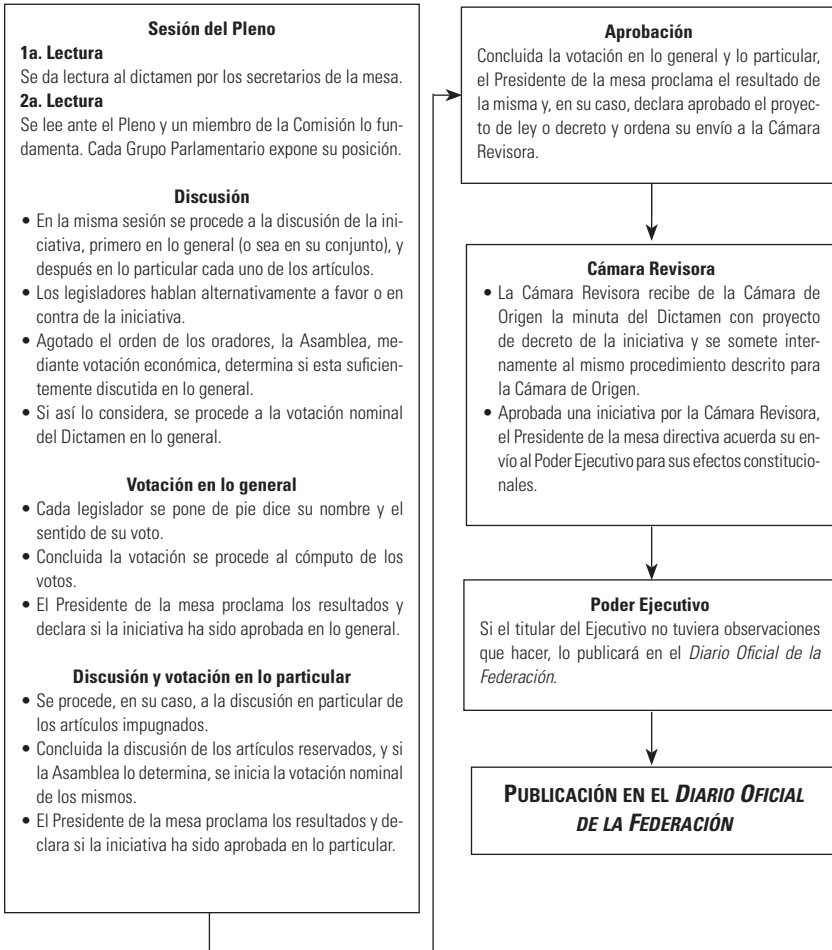 Sesión del Pleno
1a. Lectura
Se da lectura al dictamen por los secretarios de la mesa.
2a. Lectura
Se lee ante el Pleno y un miembro de la Comisión lo fun-
damenta. Cada Grupo Parlamentario expone su posición.
Discusión
• En la misma sesión se procede a la discusión de la ini-
ciativa, primero en lo general (o sea en su conjunto), y
después en lo particular cada uno de los artículos.
• Los legisladores hablan alternativamente a favor o en
contra de la iniciativa.
• Agotado el orden de los oradores, la Asamblea, me-
diante votación económica, determina si esta suficien-
temente discutida en lo general.
• Si así lo considera, se procede a la votación nominal
del Dictamen en lo general.
Votación en lo general
• Cada legislador se pone de pie dice su nombre y el
sentido de su voto.
• Concluida la votación se procede al cómputo de los
votos.
• El Presidente de la mesa proclama los resultados y
declara si la iniciativa ha sido aprobada en lo general.
Discusión y votación en lo particular
• Se procede, en su caso, a la discusión en particular de
los artículos impugnados.
• Concluida la discusión de los artículos reservados, y si
la Asamblea lo determina, se inicia la votación nominal
de los mismos.
• El Presidente de la mesa proclama los resultados y de-
clara si la iniciativa ha sido aprobada en lo particular.
Aprobación
Concluida la votación en lo general y lo particular,
el Presidente de la mesa proclama el resultado de
la misma y, en su caso, declara aprobado el proyec-
to de ley o decreto y ordena su envío a la Cámara
Revisora.
Cámara Revisora
• La Cámara Revisora recibe de la Cámara de
Origen la minuta del Dictamen con proyecto
de decreto de la iniciativa y se somete inter-
namente al mismo procedimiento descrito para
la Cámara de Origen.
• Aprobada una iniciativa por la Cámara Revisora,
el Presidente de la mesa directiva acuerda su en-
vío al Poder Ejecutivo para sus efectos constitucio-
nales.
Poder Ejecutivo
Si el titular del Ejecutivo no tuviera observaciones
que hacer, lo publicará en el Diario Oficial de la
Federación.
PUBLICACIÓN EN EL DIARIO OFICIAL
DE LA FEDERACIÓN